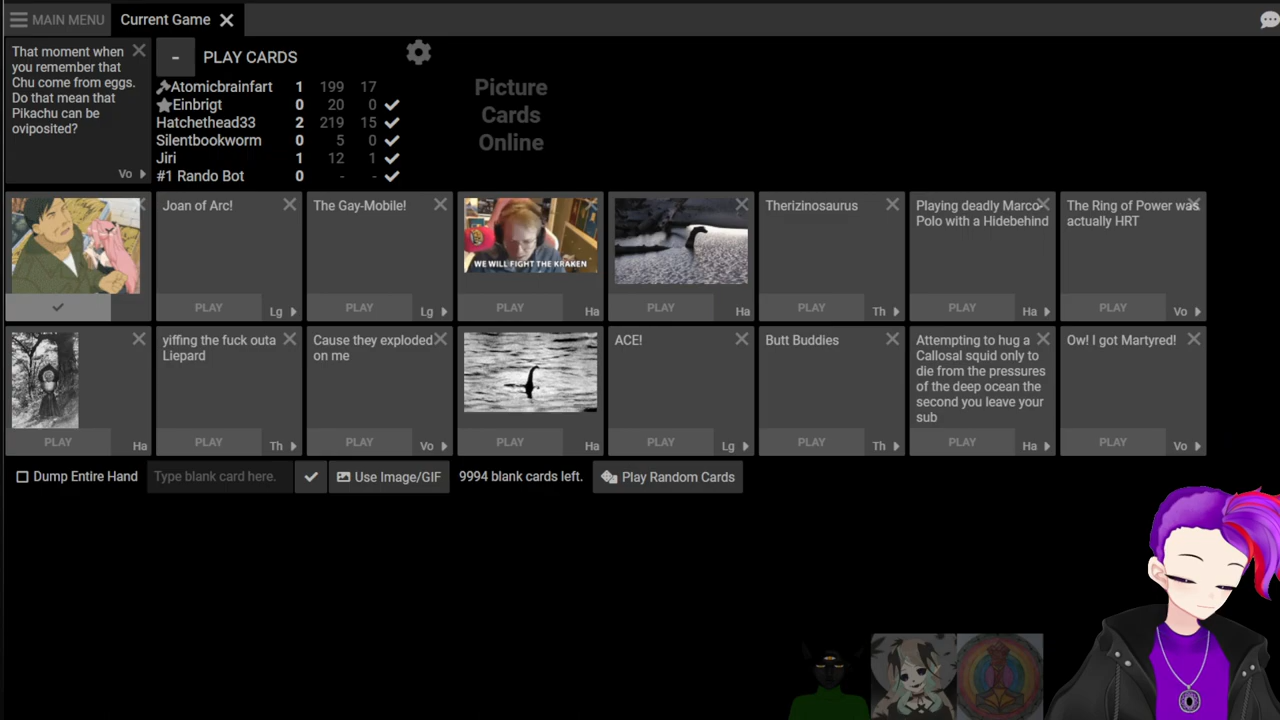 MAIN MENU
Current Game
That moment when
you remember that
Chu come from eggs.
Do that mean that
Pikachu can be
oviposited?
Vo
- PLAY CARDS
Atomicbrainfart 1 199 17
Einbrigt 0 20 0
Hatchethead33 2 219 15
Silentbookworm 0 5 0
Jiri 1 12 1
#1 Rando Bot 0 - -
Picture
Cards
Online
Joan of Arc!
PLAY Lg
The Gay-Mobile!
PLAY Lg
WE WILL FIGHT THE KRAKEN
PLAY Ha
PLAY Ha
Therizinosaurus
PLAY Th
Playing deadly Marco-
Polo with a Hidebehind
PLAY Ha
The Ring of Power was
actually HRT
PLAY Vo
PLAY Ha
yiffing the fuck outa
Liepard
PLAY Th
Cause they exploded
on me
PLAY Vo
PLAY Ha
ACE!
PLAY Lg
Butt Buddies
PLAY Th
Attempting to hug a
Callosal squid only to
die from the pressures
of the deep ocean the
second you leave your
sub
PLAY Ha
Ow! I got Martyred!
PLAY Vo
Dump Entire Hand Type blank card here. Use Image/GIF 9994 blank cards left. Play Random Cards